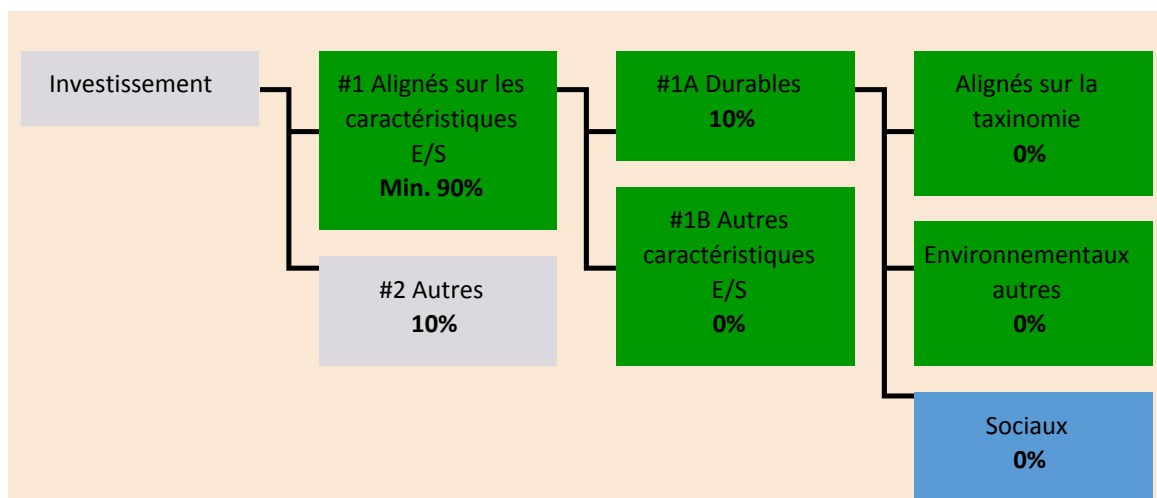 Investissement
#1 Alignés sur les
caractéristiques
E/S
Min. 90%
#2 Autres
10%
#1A Durables
10%
#1B Autres
caractéristiques
E/S
0%
Alignés sur la
taxinomie
0%
Environnementaux
autres
0%
Sociaux
0%